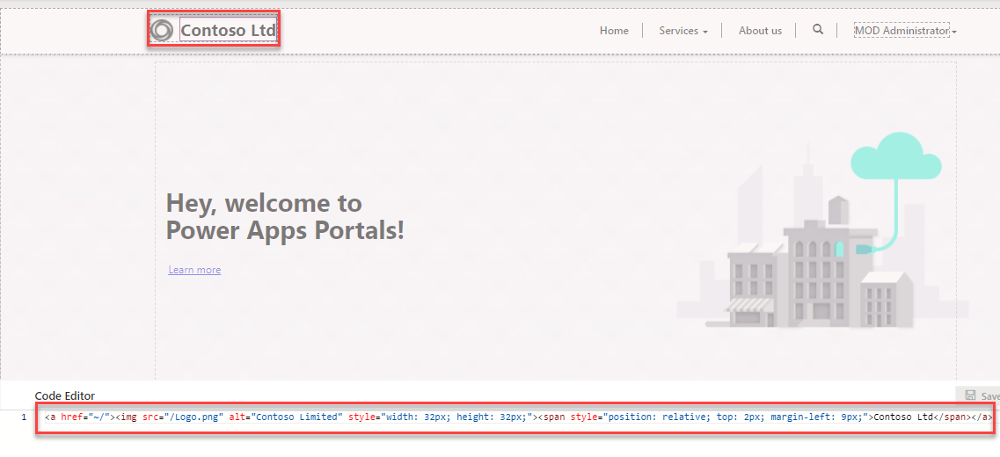 Contoso Ltd
Home
Services
About us
MOD Administrator
Hey, welcome to
Power Apps Portals!
Learn more
Code Editor
Save
1 <a href="~/"><img src="/Logo.png" alt="Contoso Limited" style="width: 32px; height: 32px;"><span style="position: relative; top: 2px; margin-left: 9px;">Contoso Ltd</span></a>